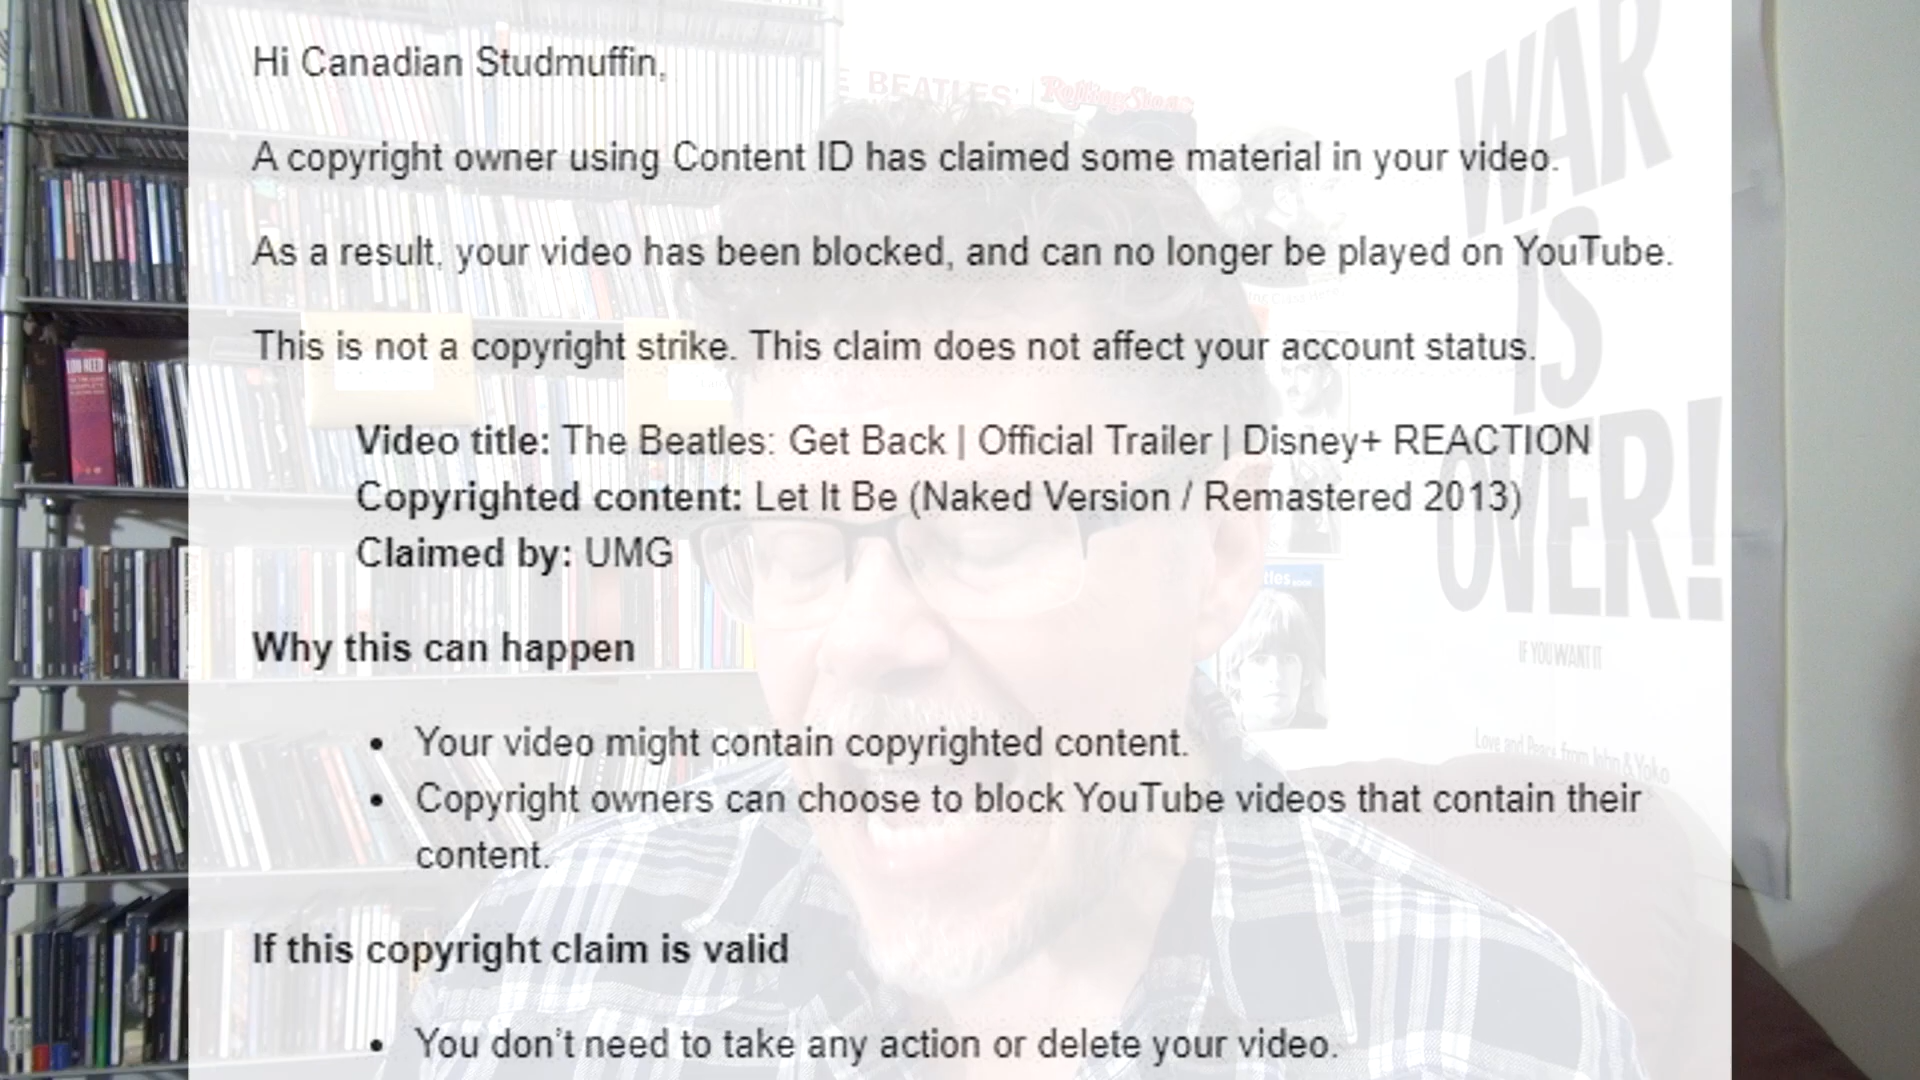 Hi Canadian Studmuffin,
BEATLES
RollingStone
WAR
A copyright owner using Content ID has claimed some material in your video.
As a result, your video has been blocked, and can no longer be played on YouTube.
IS
This is not a copyright strike. This claim does not affect your account status.
YOU NEED
Video title: The Beatles: Get Back | Official Trailer | Disney+ REACTION
OVER!
Copyrighted content: Let It Be (Naked Version / Remastered 2013)
Claimed by: UMG
Why this can happen
IF YOU WANT IT
Your video might contain copyrighted content.
Love and Peace from John & Yoko
Copyright owners can choose to block YouTube videos that contain their
content.
If this copyright claim is valid
You don't need to take any action or delete your video.